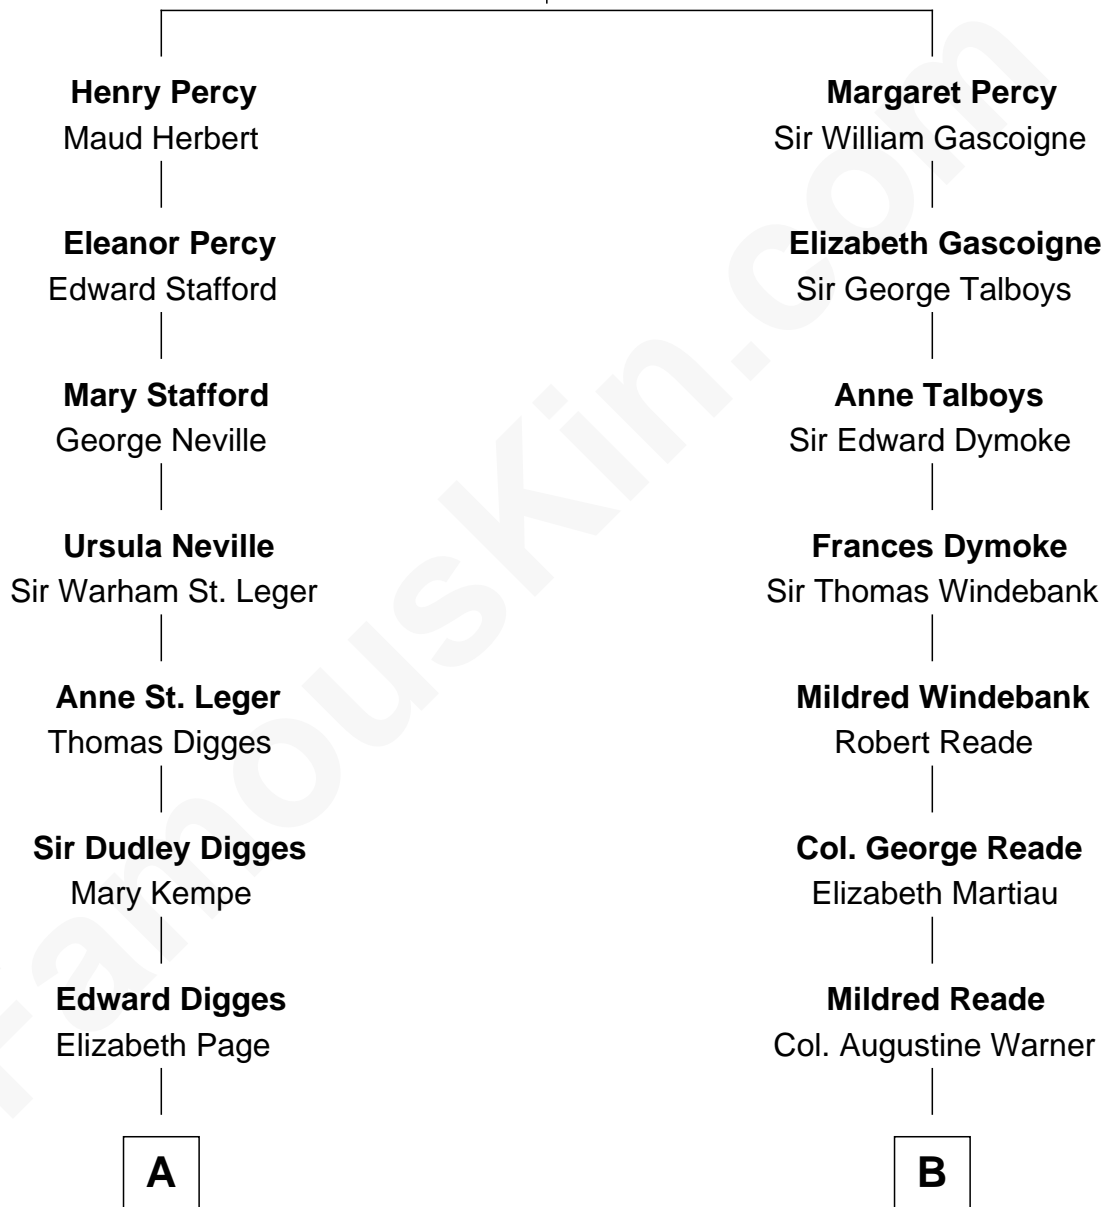 Henry Percy
Maud Herbert
Eleanor Percy
Edward Stafford
Mary Stafford
George Neville
Ursula Neville
Sir Warham St. Leger
Anne St. Leger
Thomas Digges
Sir Dudley Digges
Mary Kempe
Edward Digges
Elizabeth Page
A
Margaret Percy
Sir William Gascoigne
Elizabeth Gascoigne
Sir George Talboys
Anne Talboys
Sir Edward Dymoke
Frances Dymoke
Sir Thomas Windebank
Mildred Windebank
Robert Reade
Col. George Reade
Elizabeth Martiau
Mildred Reade
Col. Augustine Warner
B
FamousKin.com